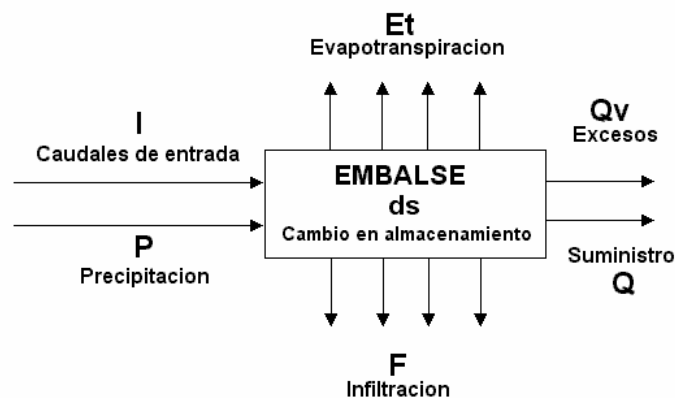 Et
Evapotranspiracion
I
Caudales de entrada
Qv
Excesos
EMBALSE
ds
Cambio en almacenamiento
P
Precipitacion
Suministro
Q
F
Infiltracion